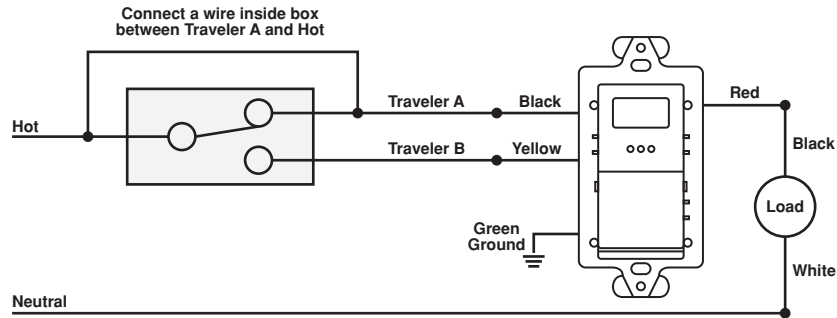 Connect a wire inside box
between Traveler A and Hot
Hot
Traveler A
Black
Red
Traveler B
Yellow
Black
Load
Green
Ground
White
Neutral